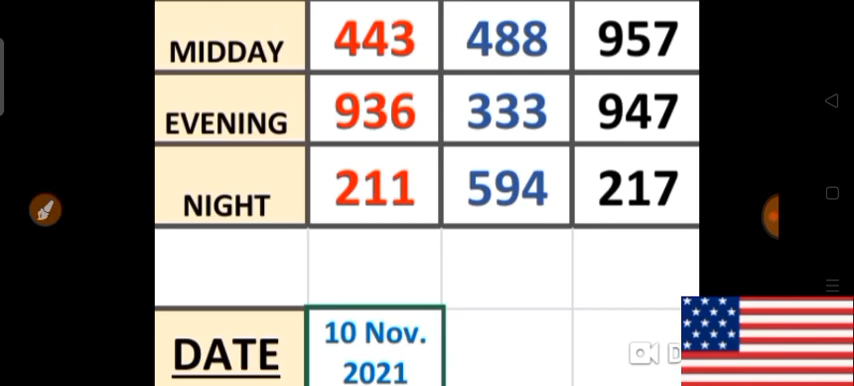 MIDDAY 443 488 957
EVENING 936 333 947
NIGHT 211 594 217
DATE 10 Nov.
2021
D